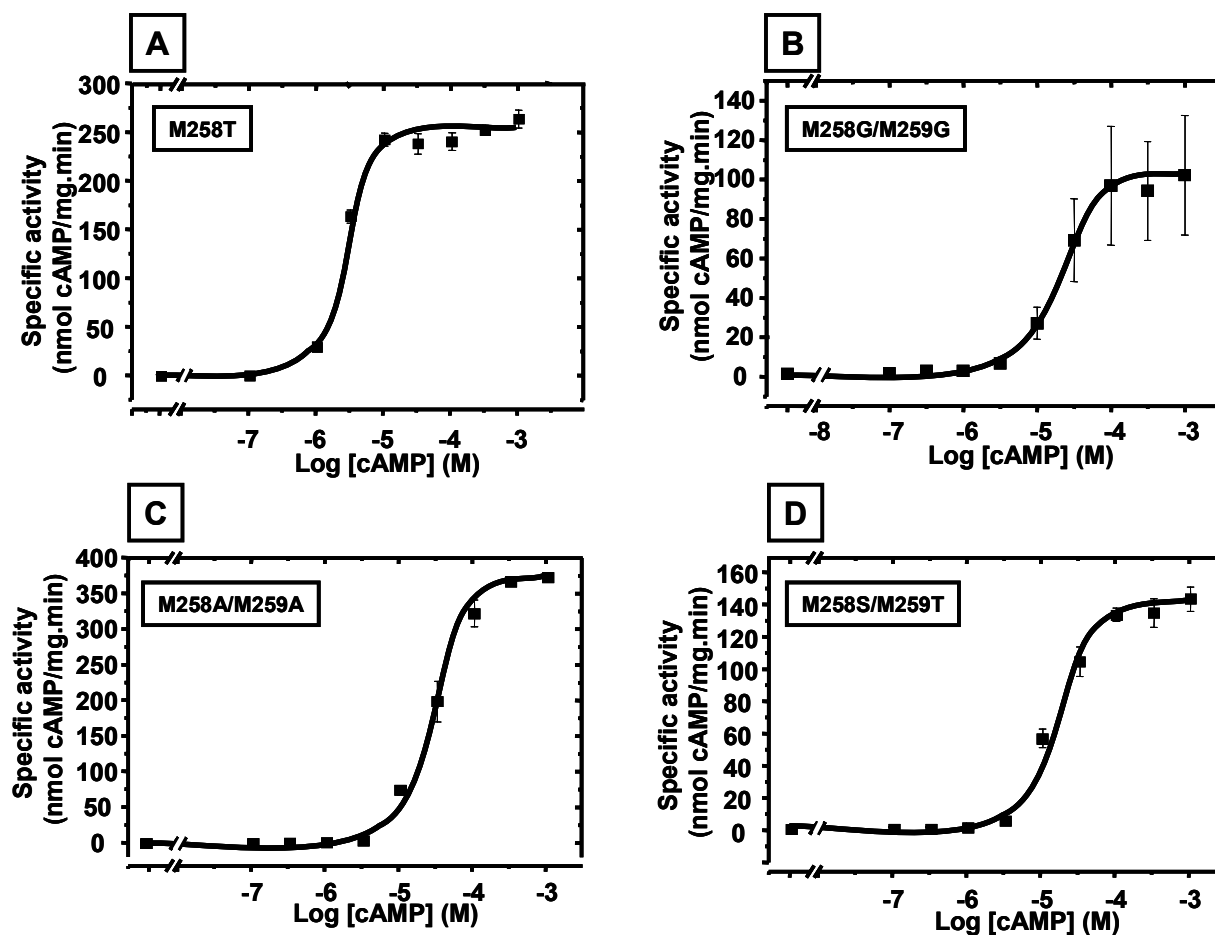 A
M258T
Specific activity
(nmol cAMP/mg.min)
300
250
200
150
100
50
0
-7 -6 -5 -4 -3
Log [cAMP] (M)
B
M258G/M259G
Specific activity
(nmol cAMP/mg.min)
140
120
100
80
60
40
20
0
-8 -7 -6 -5 -4 -3
Log [cAMP] (M)
C
M258A/M259A
Specific activity
(nmol cAMP/mg.min)
400
350
300
250
200
150
100
50
0
-7 -6 -5 -4 -3
Log [cAMP] (M)
D
M258S/M259T
Specific activity
(nmol cAMP/mg.min)
160
140
120
100
80
60
40
20
0
-7 -6 -5 -4 -3
Log [cAMP] (M)